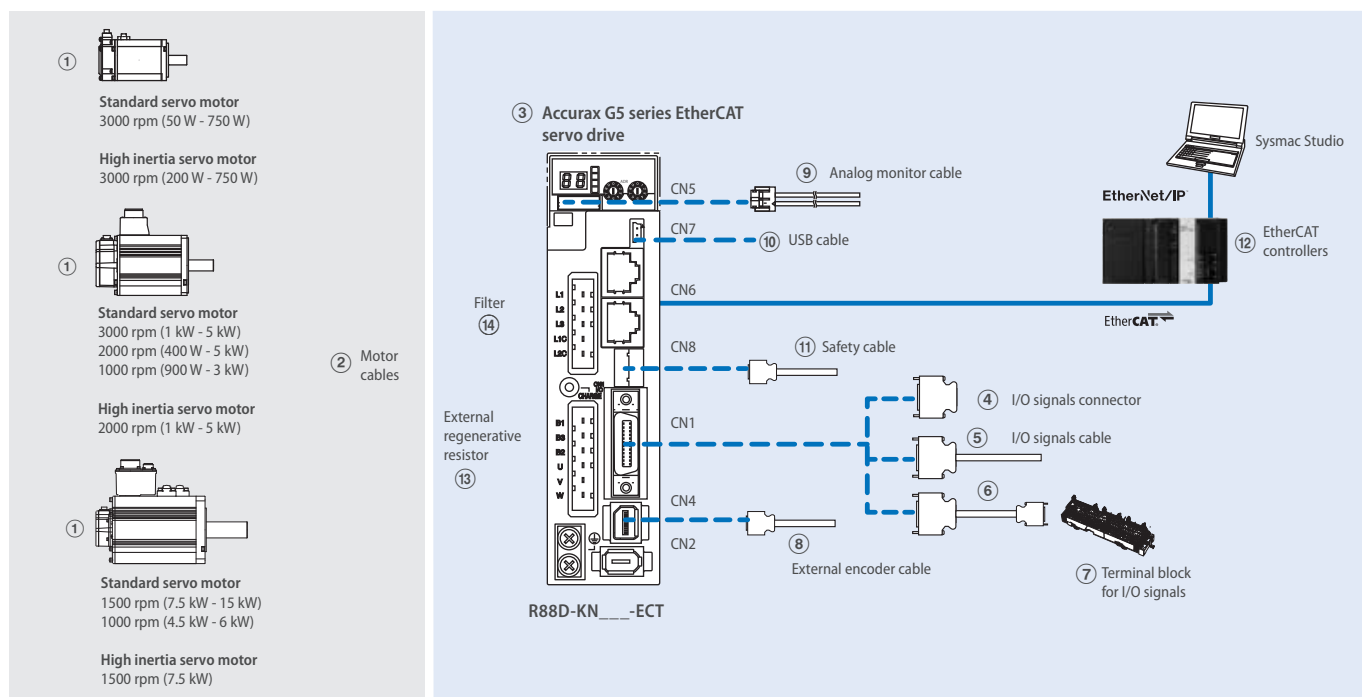 ①
Standard servo motor
3000 rpm (50 W - 750 W)
High inertia servo motor
3000 rpm (200 W - 750 W)
①
Standard servo motor
3000 rpm (1 kW - 5 kW)
2000 rpm (400 W - 5 kW)
1000 rpm (900 W - 3 kW)
High inertia servo motor
2000 rpm (1 kW - 5 kW)
①
Standard servo motor
1500 rpm (7.5 kW - 15 kW)
1000 rpm (4.5 kW - 6 kW)
High inertia servo motor
1500 rpm (7.5 kW)
② Motor
cables
③ Accurax G5 series EtherCAT
servo drive
88
ADR
CN5
⑨ Analog monitor cable
CN7
⑩ USB cable
CN6
Sysmac Studio
EtherNet/IP
⑫ EtherCAT
controllers
EtherCAT
Filter
⑭
L1
L2
L3
L1C
L2C
CN8
⑪ Safety cable
CHARGE
External
regenerative
resistor
⑬
B1
B3
B2
U
V
W
CN1
④ I/O signals connector
⑤ I/O signals cable
⑥
⑦ Terminal block
for I/O signals
CN4
CN2
⑧
External encoder cable
R88D-KN___-ECT